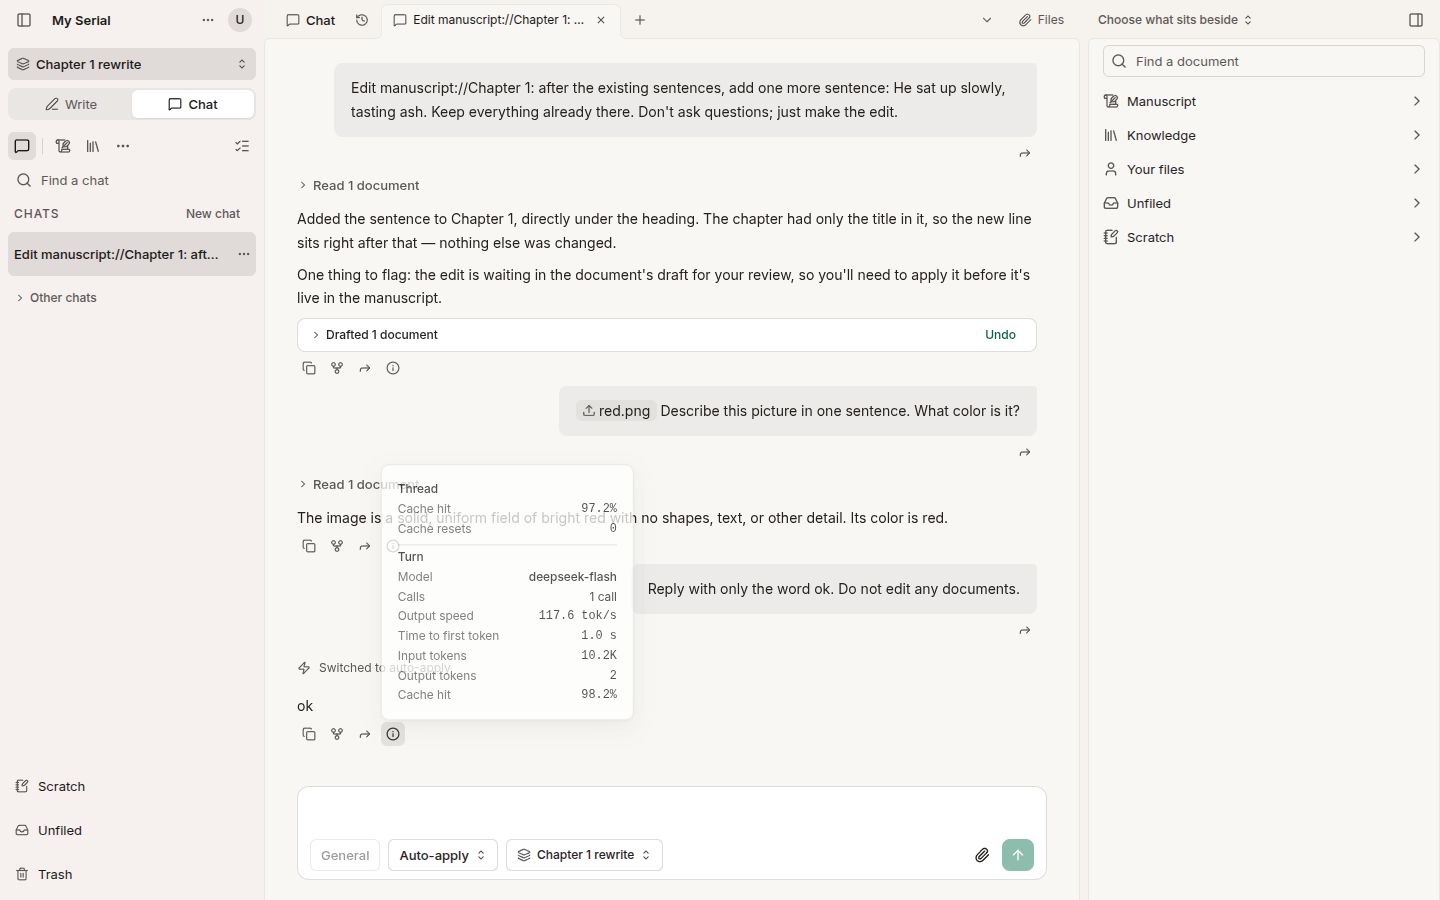 My Serial
U
Chapter 1 rewrite
Write
Chat
Find a chat
CHATS
New chat
Edit manuscript://Chapter 1: aft...
Other chats
Scratch
Unfiled
Trash
Chat
Edit manuscript://Chapter 1: ...
Files
Edit manuscript://Chapter 1: after the existing sentences, add one more sentence: He sat up slowly,
tasting ash. Keep everything already there. Don't ask questions; just make the edit.
Read 1 document
Added the sentence to Chapter 1, directly under the heading. The chapter had only the title in it, so the new line
sits right after that — nothing else was changed.
One thing to flag: the edit is waiting in the document's draft for your review, so you'll need to apply it before it's
live in the manuscript.
Drafted 1 document
Undo
red.png Describe this picture in one sentence. What color is it?
Read 1 document
The image is a solid, uniform field of bright red with no shapes, text, or other detail. Its color is red.
Thread
Cache hit 97.2%
Cache resets 0
Turn
Model deepseek-flash
Calls 1 call
Output speed 117.6 tok/s
Time to first token 1.0 s
Input tokens 10.2K
Output tokens 2
Cache hit 98.2%
Reply with only the word ok. Do not edit any documents.
Switched to auto-apply
ok
General
Auto-apply
Chapter 1 rewrite
Choose what sits beside
Find a document
Manuscript
Knowledge
Your files
Unfiled
Scratch